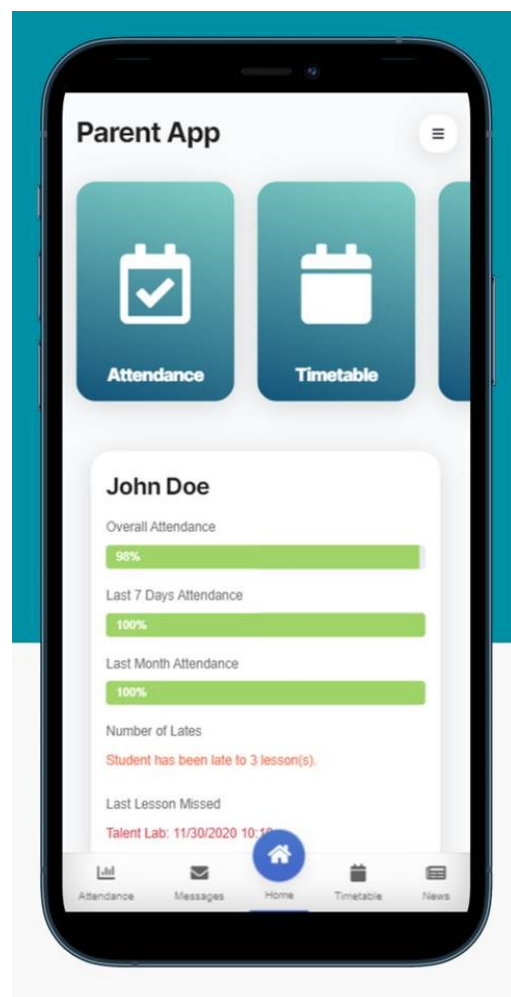 Parent App
Attendance
Timetable
John Doe
Overall Attendance
98%
Last 7 Days Attendance
100%
Last Month Attendance
100%
Number of Lates
Student has been late to 3 lesson(s).
Last Lesson Missed
Talent Lab: 11/30/2020
Attendance
Messages
Home
Timetable
News